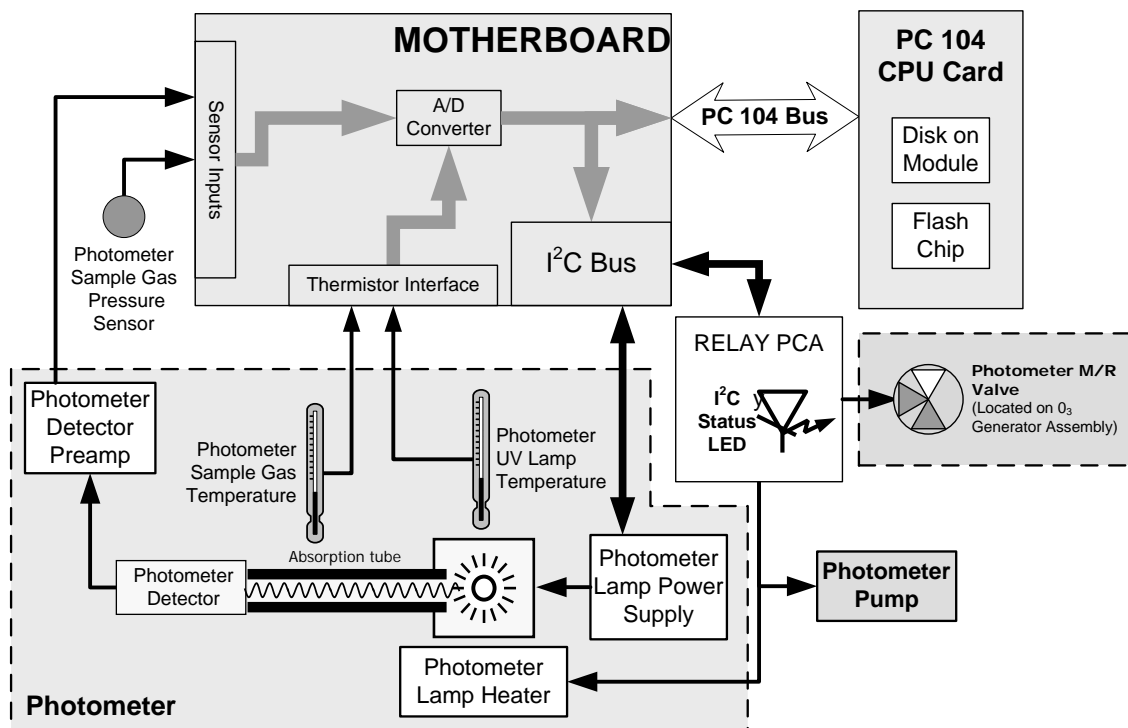 MOTHERBOARD
PC 104
CPU Card
Sensor Inputs
A/D
Converter
PC 104 Bus
Disk on
Module
Flash
Chip
Photometer
Sample Gas
Pressure
Sensor
Thermistor Interface
I²C Bus
RELAY PCA
I²C
y
Status
LED
Photometer M/R
Valve
(Located on 0₃
Generator Assembly)
Photometer
Detector
Preamp
Photometer
Sample Gas
Temperature
Photometer
UV Lamp
Temperature
Absorption tube
Photometer
Detector
Photometer
Lamp Power
Supply
Photometer
Pump
Photometer
Lamp Heater
Photometer